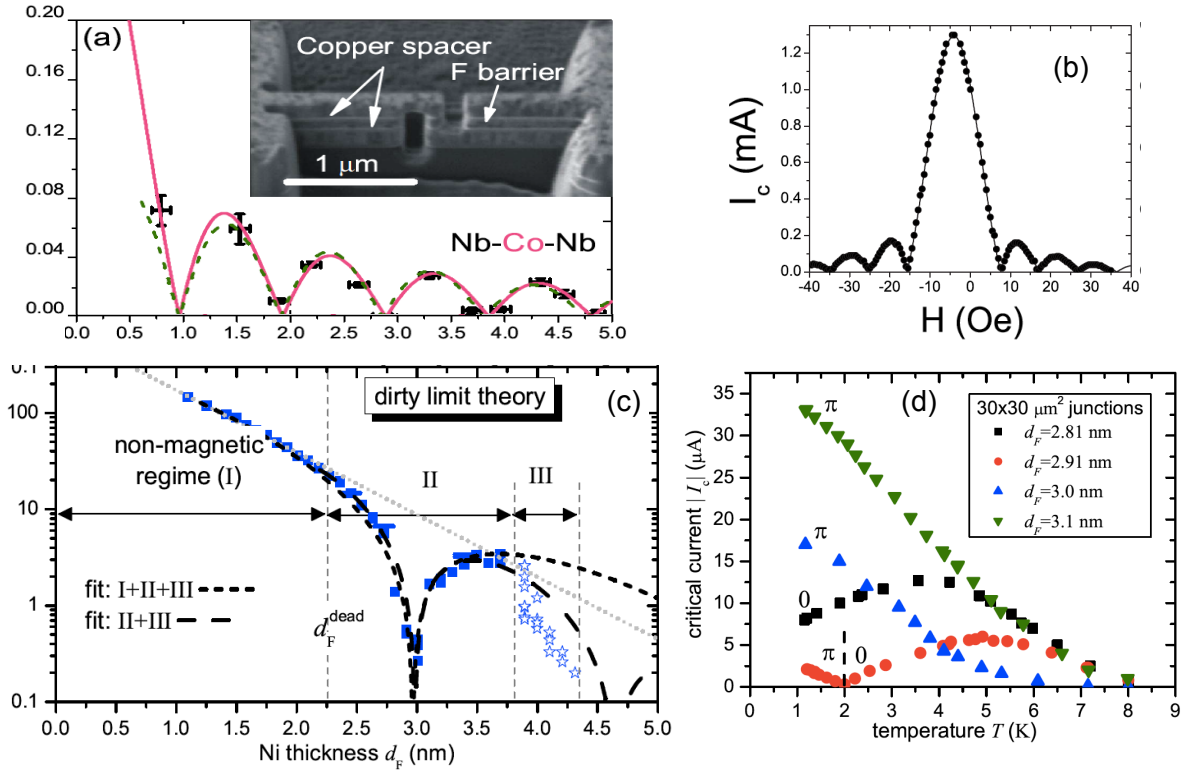 (a)
0.20
0.16
0.12
0.08
0.04
0.00
Copper spacer
F barrier
1 μm
Nb-Co-Nb
0.5 1.0 1.5 2.0 2.5 3.0 3.5 4.0 4.5 5.0
(b)
I_c (mA)
1.2
0.9
0.6
0.3
0.0
-40 -30 -20 -10 0 10 20 30 40
H (Oe)
(c)
dirty limit theory
0.1
100
10
1
0.1
non-magnetic
regime (I)
II
III
fit: I+II+III
fit: II+III
d_F^dead
0.0 0.5 1.0 1.5 2.0 2.5 3.0 3.5 4.0 4.5 5.0
Ni thickness d_F (nm)
(d)
critical current |I_c| (μA)
35
30
25
20
15
10
5
0
30x30 μm² junctions
d_F=2.81 nm
d_F=2.91 nm
d_F=3.0 nm
d_F=3.1 nm
π
π
0
π
0
0 1 2 3 4 5 6 7 8 9
temperature T (K)